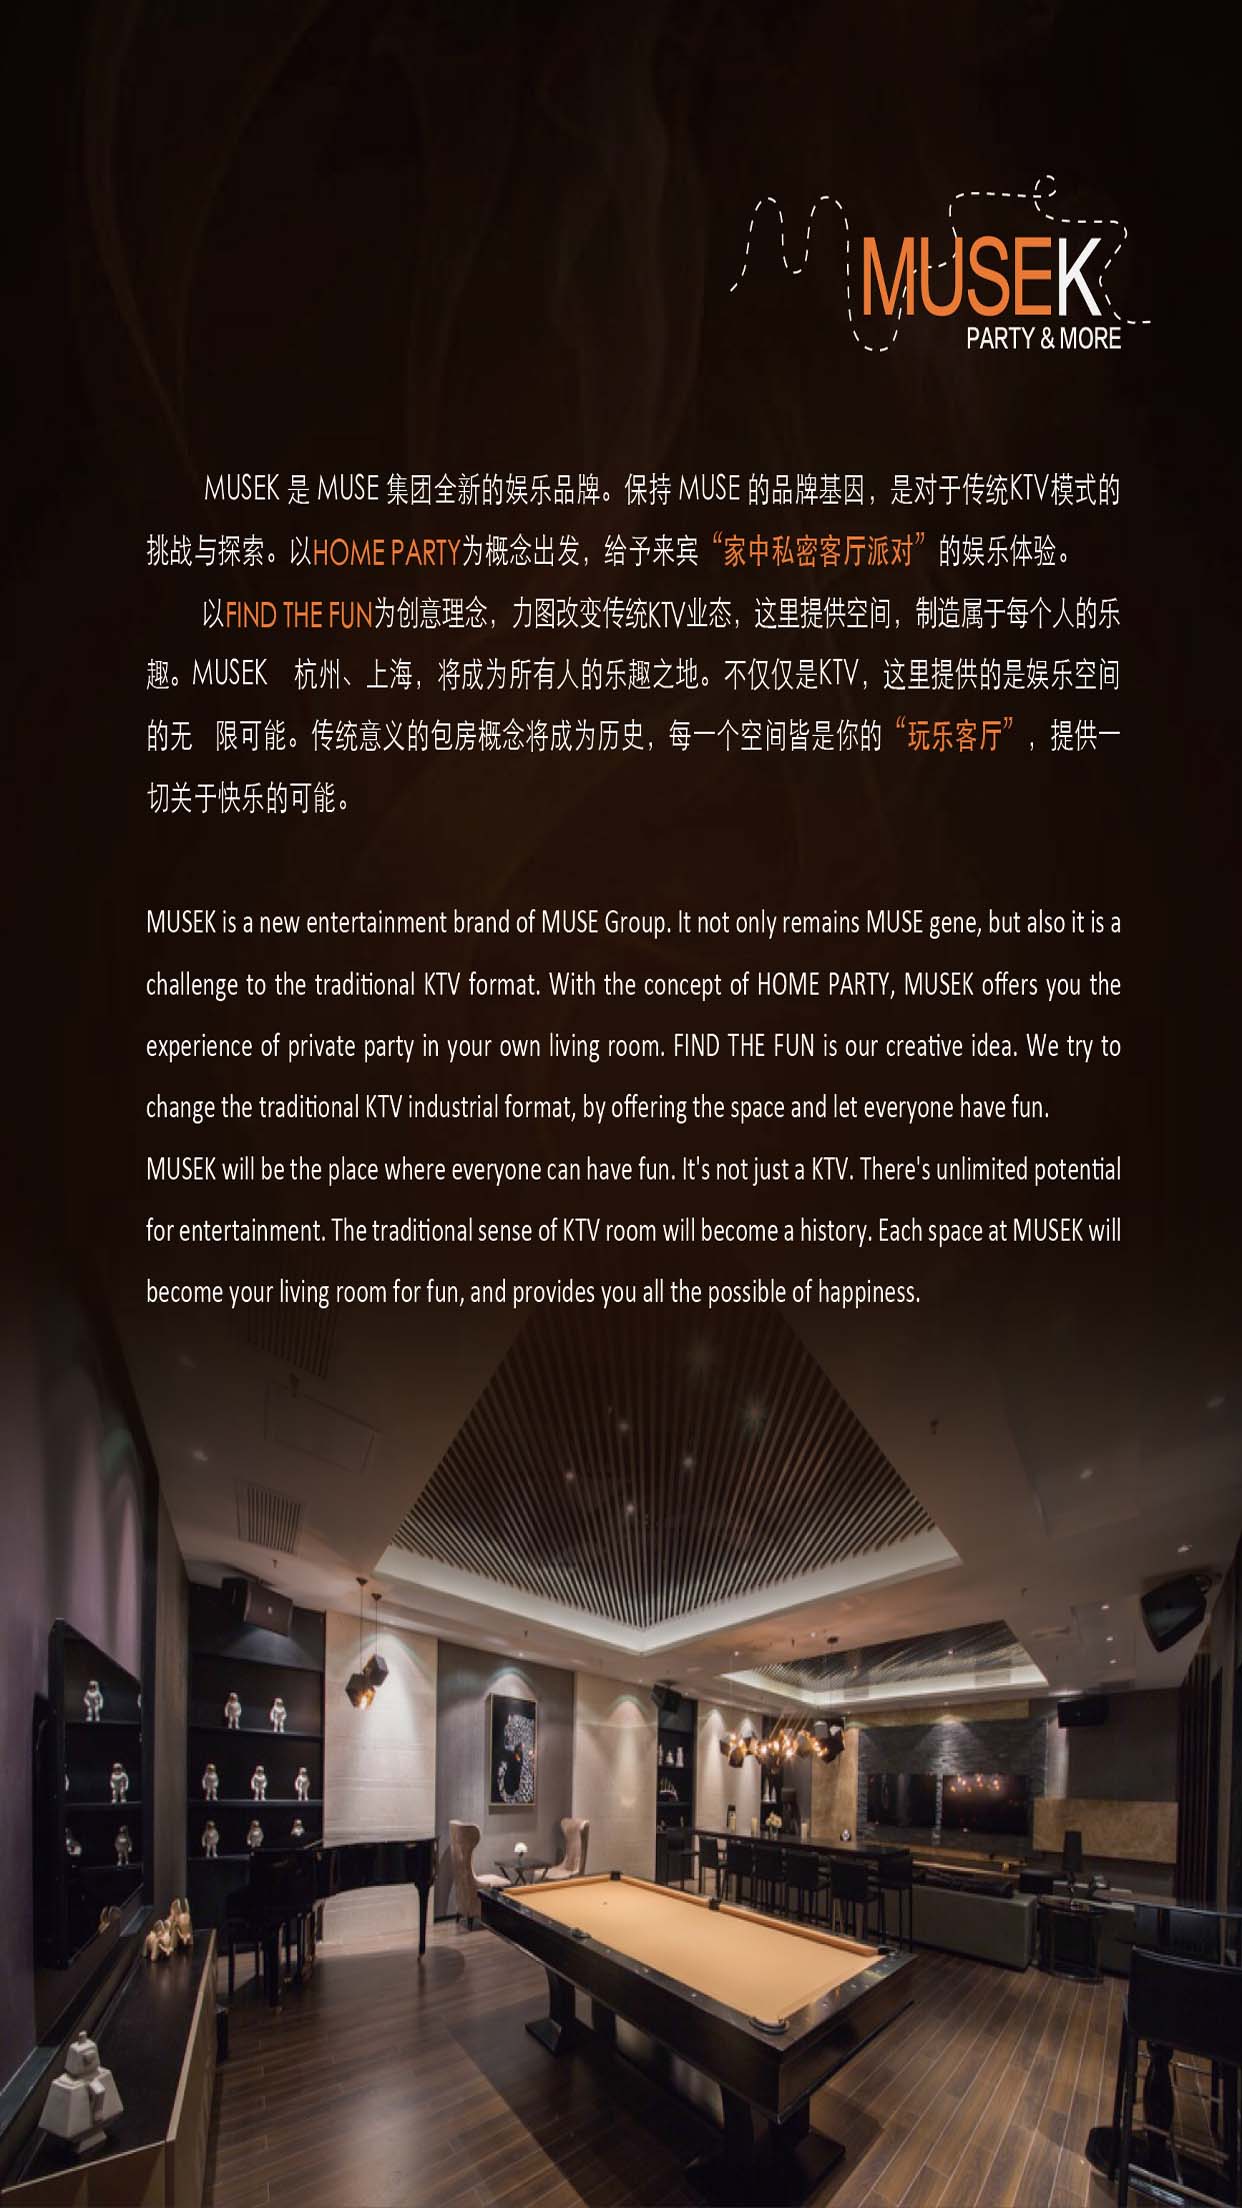 MUSEK
PARTY & MORE
MUSEK 是 MUSE 集团全新的娱乐品牌。保持 MUSE 的品牌基因，是对于传统KTV模式的
挑战与探索。以HOME PARTY为概念出发，给予来宾“家中私密客厅派对”的娱乐体验。
以FIND THE FUN为创意理念，力图改变传统KTV业态，这里提供空间，制造属于每个人的乐
趣。MUSEK 杭州、上海，将成为所有人的乐趣之地。不仅仅是KTV，这里提供的是娱乐空间
的无 限可能。传统意义的包房概念将成为历史，每一个空间皆是你的“玩乐客厅”，提供一
切关于快乐的可能。
MUSEK is a new entertainment brand of MUSE Group. It not only remains MUSE gene, but also it is a
challenge to the traditional KTV format. With the concept of HOME PARTY, MUSEK offers you the
experience of private party in your own living room. FIND THE FUN is our creative idea. We try to
change the traditional KTV industrial format, by offering the space and let everyone have fun.
MUSEK will be the place where everyone can have fun. It's not just a KTV. There's unlimited potential
for entertainment. The traditional sense of KTV room will become a history. Each space at MUSEK will
become your living room for fun, and provides you all the possible of happiness.